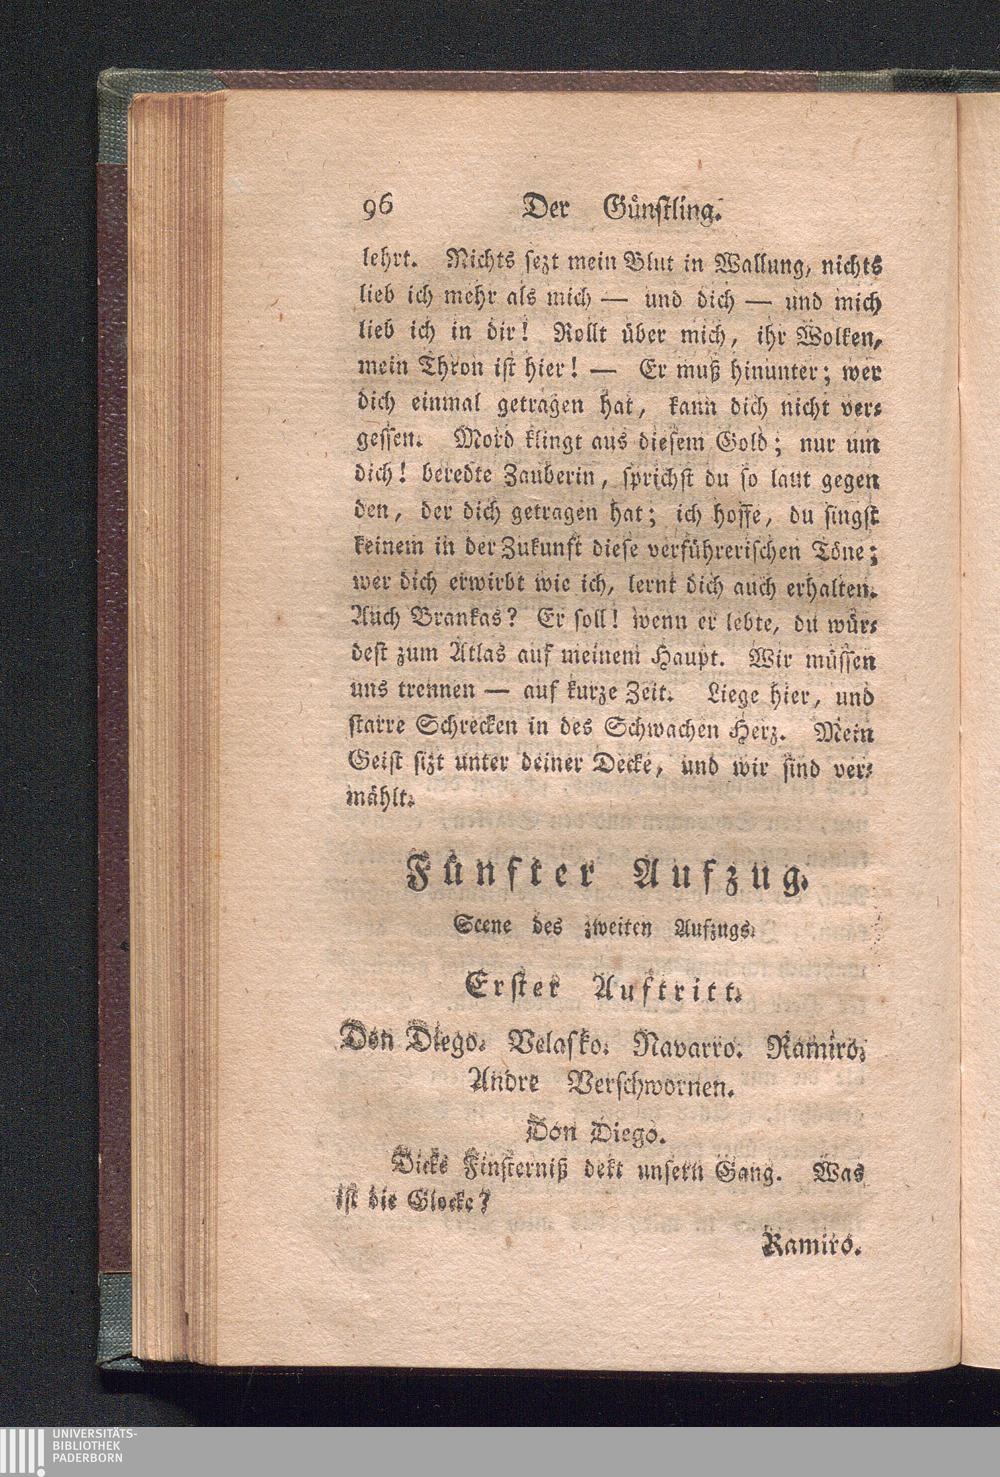 96 Der Günstling.
lehrt. Nichts sezt mein Blut in Wallung, nichts
lieb ich mehr als mich — und dich — und mich
lieb ich in dir! Rollt über mich, ihr Wolken,
mein Thron ist hier! — Er muß hinunter; wer
dich einmal getragen hat, kann dich nicht ver⸗
gessen. Mord klingt aus diesem Gold; nur um
dich! beredte Zauberin, sprichst du so laut gegen
den, der dich getragen hat; ich hoffe, du singst
keinem in der Zukunft diese verführerischen Töne;
wer dich erwirbt wie ich, lernt dich auch erhalten.
Auch Brankas? Er soll! wenn er lebte, du wür⸗
dest zum Atlas auf meinem Haupt. Wir müssen
uns trennen — auf kurze Zeit. Liege hier, und
starre Schrecken in des Schwachen Herz. Mein
Geist sizt unter deiner Decke, und wir sind ver⸗
mählt.
Fünfter Aufzug.
Scene des zweiten Aufzugs.
Erster Auftritt.
Don Diego. Velasko. Navarro. Ramiro.
Andre Verschwornen.
Don Diego.
Dicke Finsterniß dekt unsern Gang. Was
ist die Glocke?
Ramiro.
UNIVERSITÄTS-
BIBLIOTHEK
PADERBORN